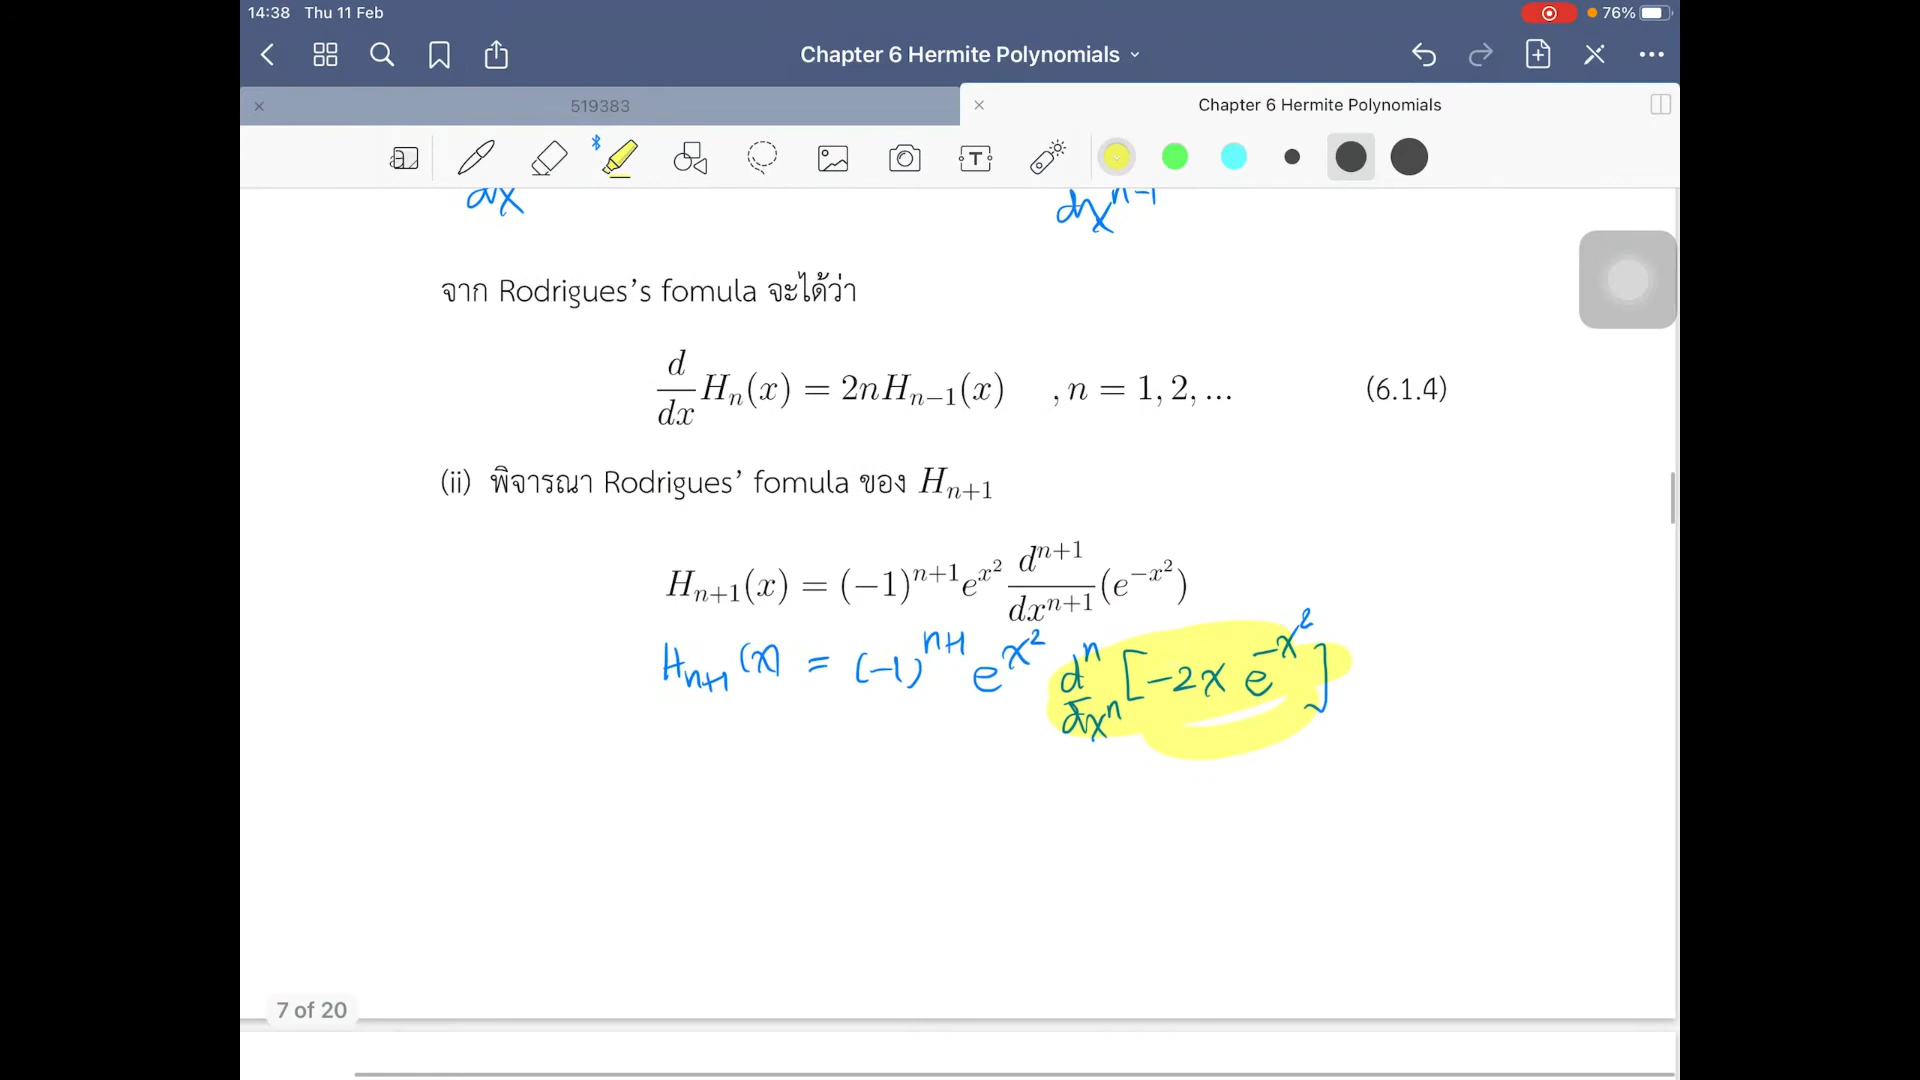 14:38 Thu 11 Feb 76%
Chapter 6 Hermite Polynomials
519383 Chapter 6 Hermite Polynomials
dx dx^{n-1}
จาก Rodrigues’s fomula จะได้ว่า
\frac{d}{dx}H_n(x) = 2nH_{n-1}(x) , n = 1, 2, ... (6.1.4)
(ii) พิจารณา Rodrigues’ fomula ของ H_{n+1}
H_{n+1}(x) = (-1)^{n+1}e^{x^2}\frac{d^{n+1}}{dx^{n+1}}(e^{-x^2})
H_{n+1}(x) = (-1)^{n+1} e^{x^2} \frac{d^n}{dx^n}[-2x e^{-x^2}]
7 of 20